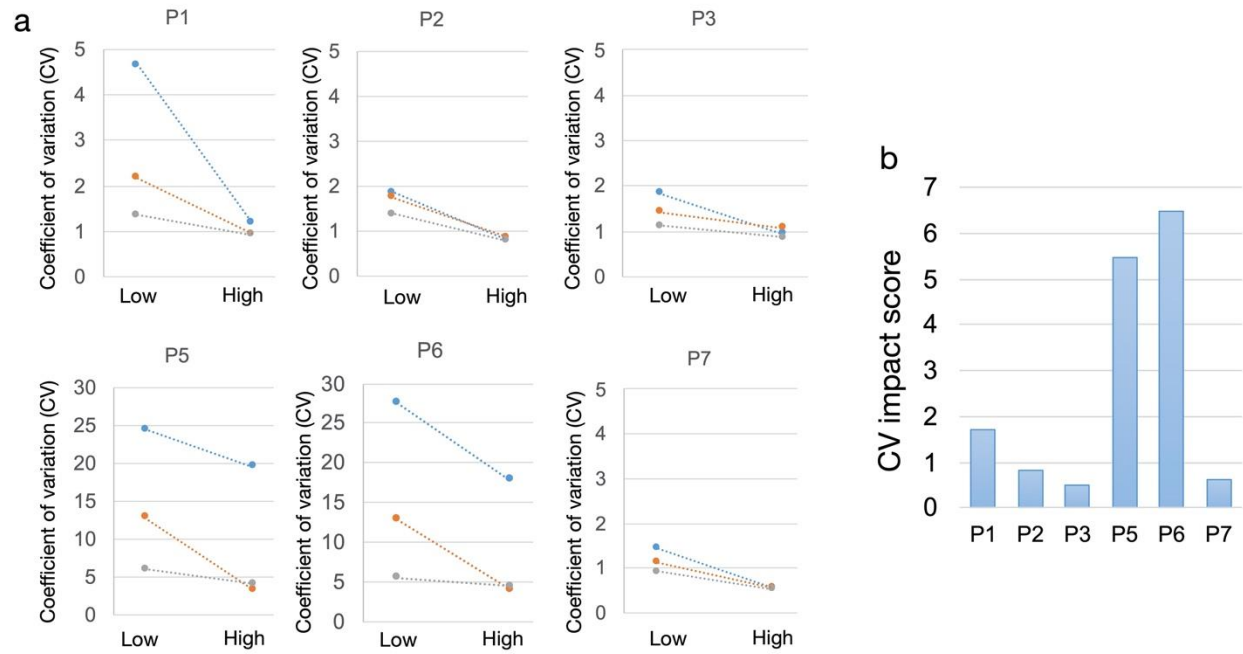 a
P1
Coefficient of variation (CV)
5
4
3
2
1
0
Low High
P2
Coefficient of variation (CV)
5
4
3
2
1
0
Low High
P3
Coefficient of variation (CV)
5
4
3
2
1
0
Low High
P5
Coefficient of variation (CV)
30
25
20
15
10
5
0
Low High
P6
Coefficient of variation (CV)
30
25
20
15
10
5
0
Low High
P7
Coefficient of variation (CV)
5
4
3
2
1
0
Low High
b
CV impact score
7
6
5
4
3
2
1
0
P1 P2 P3 P5 P6 P7